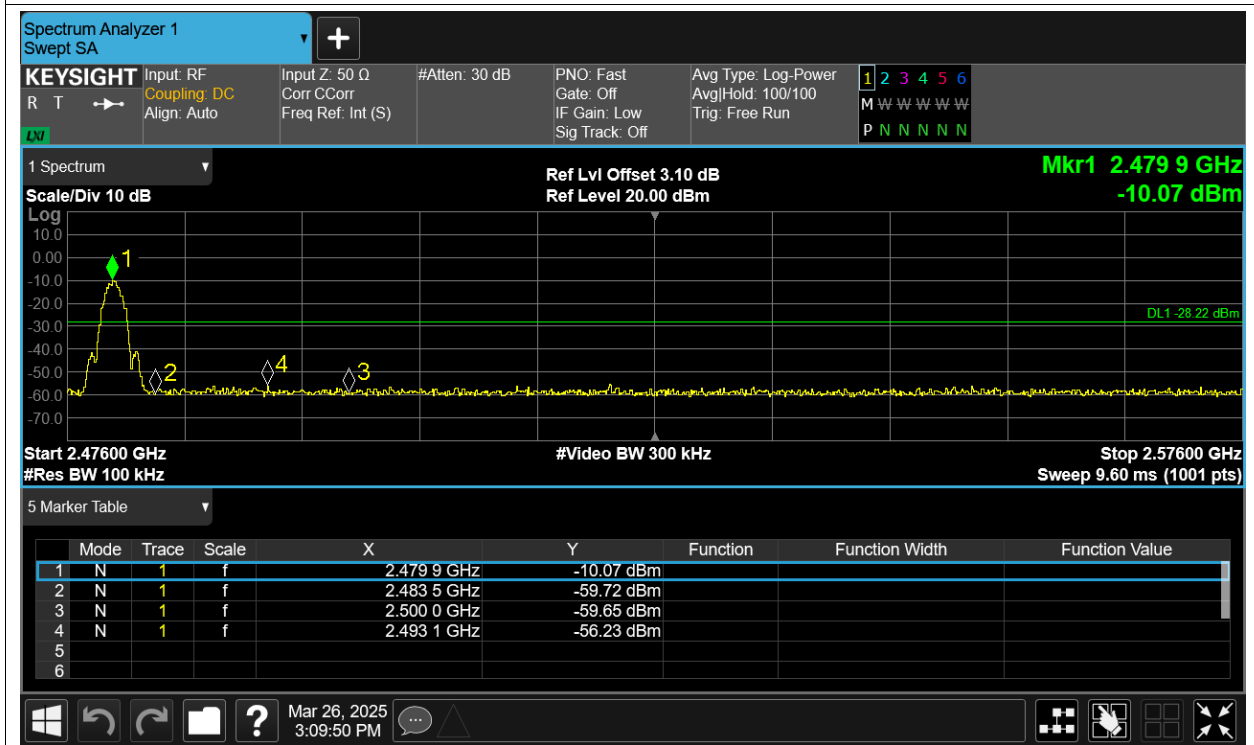 Spectrum Analyzer 1
Swept SA
KEYSIGHT
R T
LXI
Input: RF
Coupling: DC
Align: Auto
Input Z: 50 Ω
Corr CCorr
Freq Ref: Int (S)
#Atten: 30 dB
PNO: Fast
Gate: Off
IF Gain: Low
Sig Track: Off
Avg Type: Log-Power
Avg|Hold: 100/100
Trig: Free Run
1 2 3 4 5 6
M W W W W W
P N N N N N
1 Spectrum
Scale/Div 10 dB
Ref Lvl Offset 3.10 dB
Ref Level 20.00 dBm
Mkr1 2.479 9 GHz
-10.07 dBm
Log
10.0
0.00
-10.0
-20.0
-30.0
-40.0
-50.0
-60.0
-70.0
1
2
4
3
DL1 -28.22 dBm
Start 2.47600 GHz
#Res BW 100 kHz
#Video BW 300 kHz
Stop 2.57600 GHz
Sweep 9.60 ms (1001 pts)
5 Marker Table
Mode Trace Scale X Y Function Function Width Function Value
1 N 1 f 2.479 9 GHz -10.07 dBm
2 N 1 f 2.483 5 GHz -59.72 dBm
3 N 1 f 2.500 0 GHz -59.65 dBm
4 N 1 f 2.493 1 GHz -56.23 dBm
5
6
?
Mar 26, 2025
3:09:50 PM